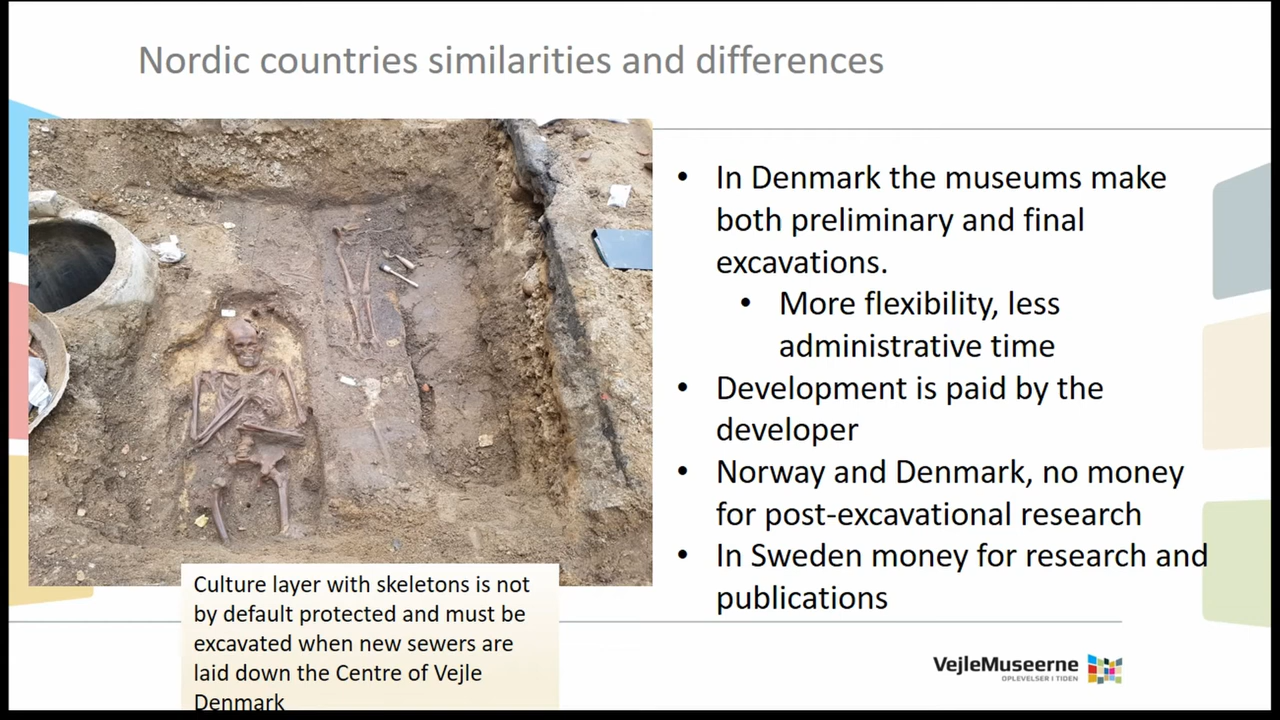 Nordic countries similarities and differences
• In Denmark the museums make
both preliminary and final
excavations.
• More flexibility, less
administrative time
• Development is paid by the
developer
• Norway and Denmark, no money
for post-excavational research
• In Sweden money for research and
publications
Culture layer with skeletons is not
by default protected and must be
excavated when new sewers are
laid down the Centre of Vejle
Denmark
VejleMuseerne
OPLEVELSER I TIDEN